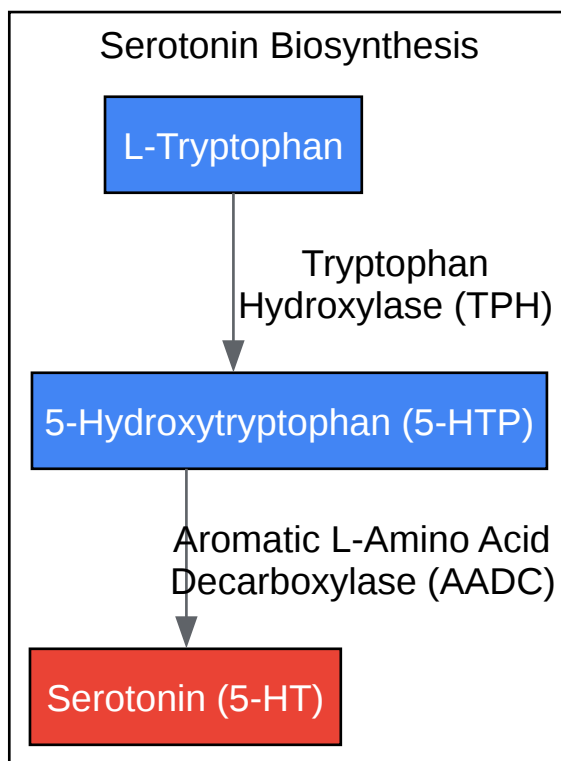 Serotonin Biosynthesis
L-Tryptophan
Tryptophan
Hydroxylase (TPH)
5-Hydroxytryptophan (5-HTP)
Aromatic L-Amino Acid
Decarboxylase (AADC)
Serotonin (5-HT)